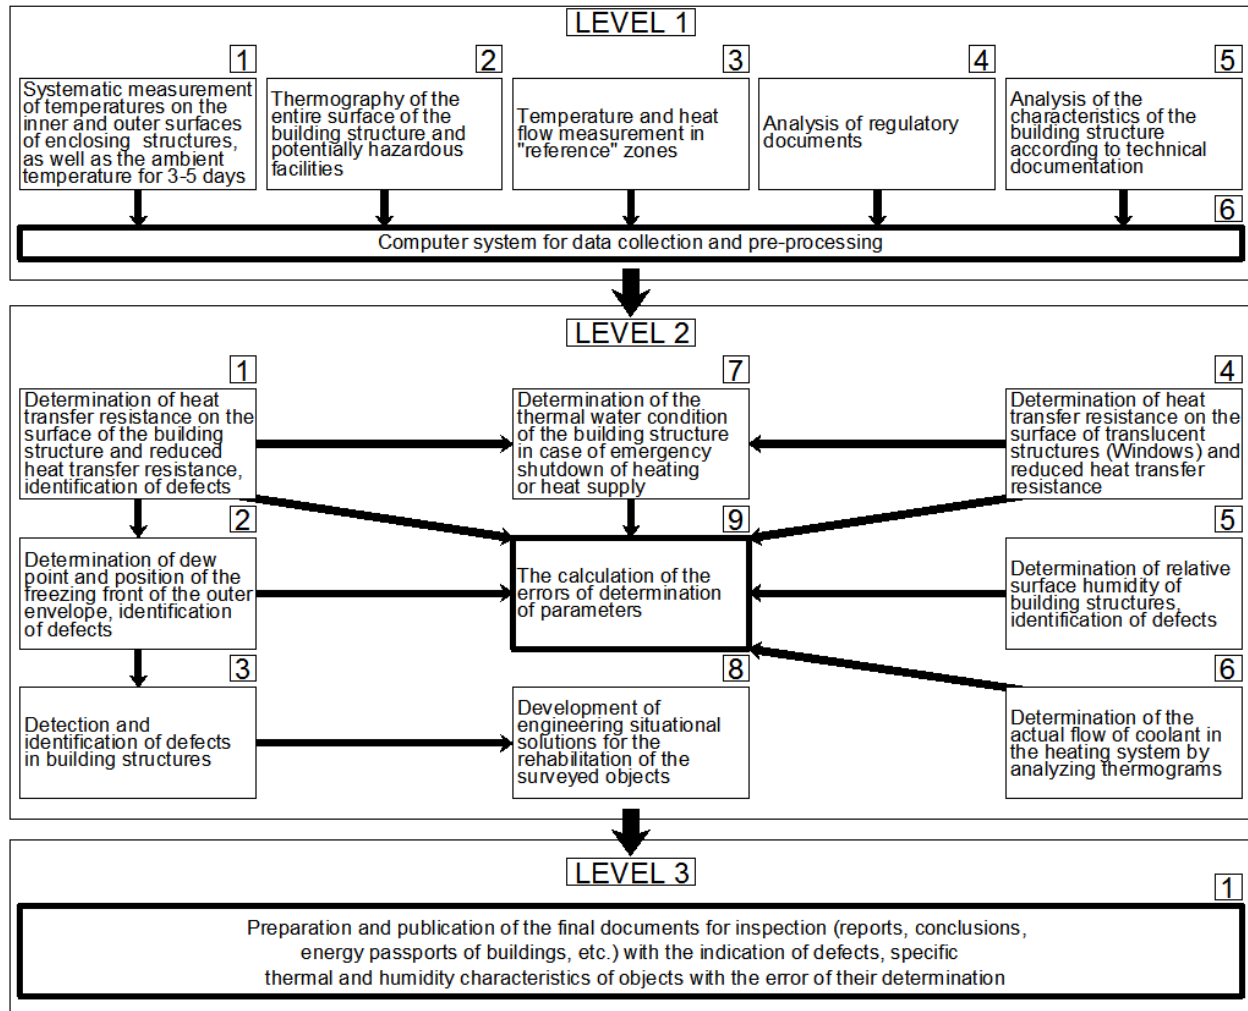 LEVEL 1
1
Systematic measurement
of temperatures on the
inner and outer surfaces
of enclosing structures,
as well as the ambient
temperature for 3-5 days
2
Thermography of the
entire surface of the
building structure and
potentially hazardous
facilities
3
Temperature and heat
flow measurement in
"reference" zones
4
Analysis of regulatory
documents
5
Analysis of the
characteristics of the
building structure
according to technical
documentation
6
Computer system for data collection and pre-processing
LEVEL 2
1
Determination of heat
transfer resistance on the
surface of the building
structure and reduced
heat transfer resistance,
identification of defects
7
Determination of the
thermal water condition
of the building structure
in case of emergency
shutdown of heating
or heat supply
4
Determination of heat
transfer resistance on the
surface of translucent
structures (Windows) and
reduced heat transfer
resistance
2
Determination of dew
point and position of the
freezing front of the outer
envelope, identification
of defects
9
The calculation of the
errors of determination
of parameters
5
Determination of relative
surface humidity of
building structures,
identification of defects
3
Detection and
identification of defects
in building structures
8
Development of
engineering situational
solutions for the
rehabilitation of the
surveyed objects
6
Determination of the
actual flow of coolant in
the heating system by
analyzing thermograms
LEVEL 3
1
Preparation and publication of the final documents for inspection (reports, conclusions,
energy passports of buildings, etc.) with the indication of defects, specific
thermal and humidity characteristics of objects with the error of their determination